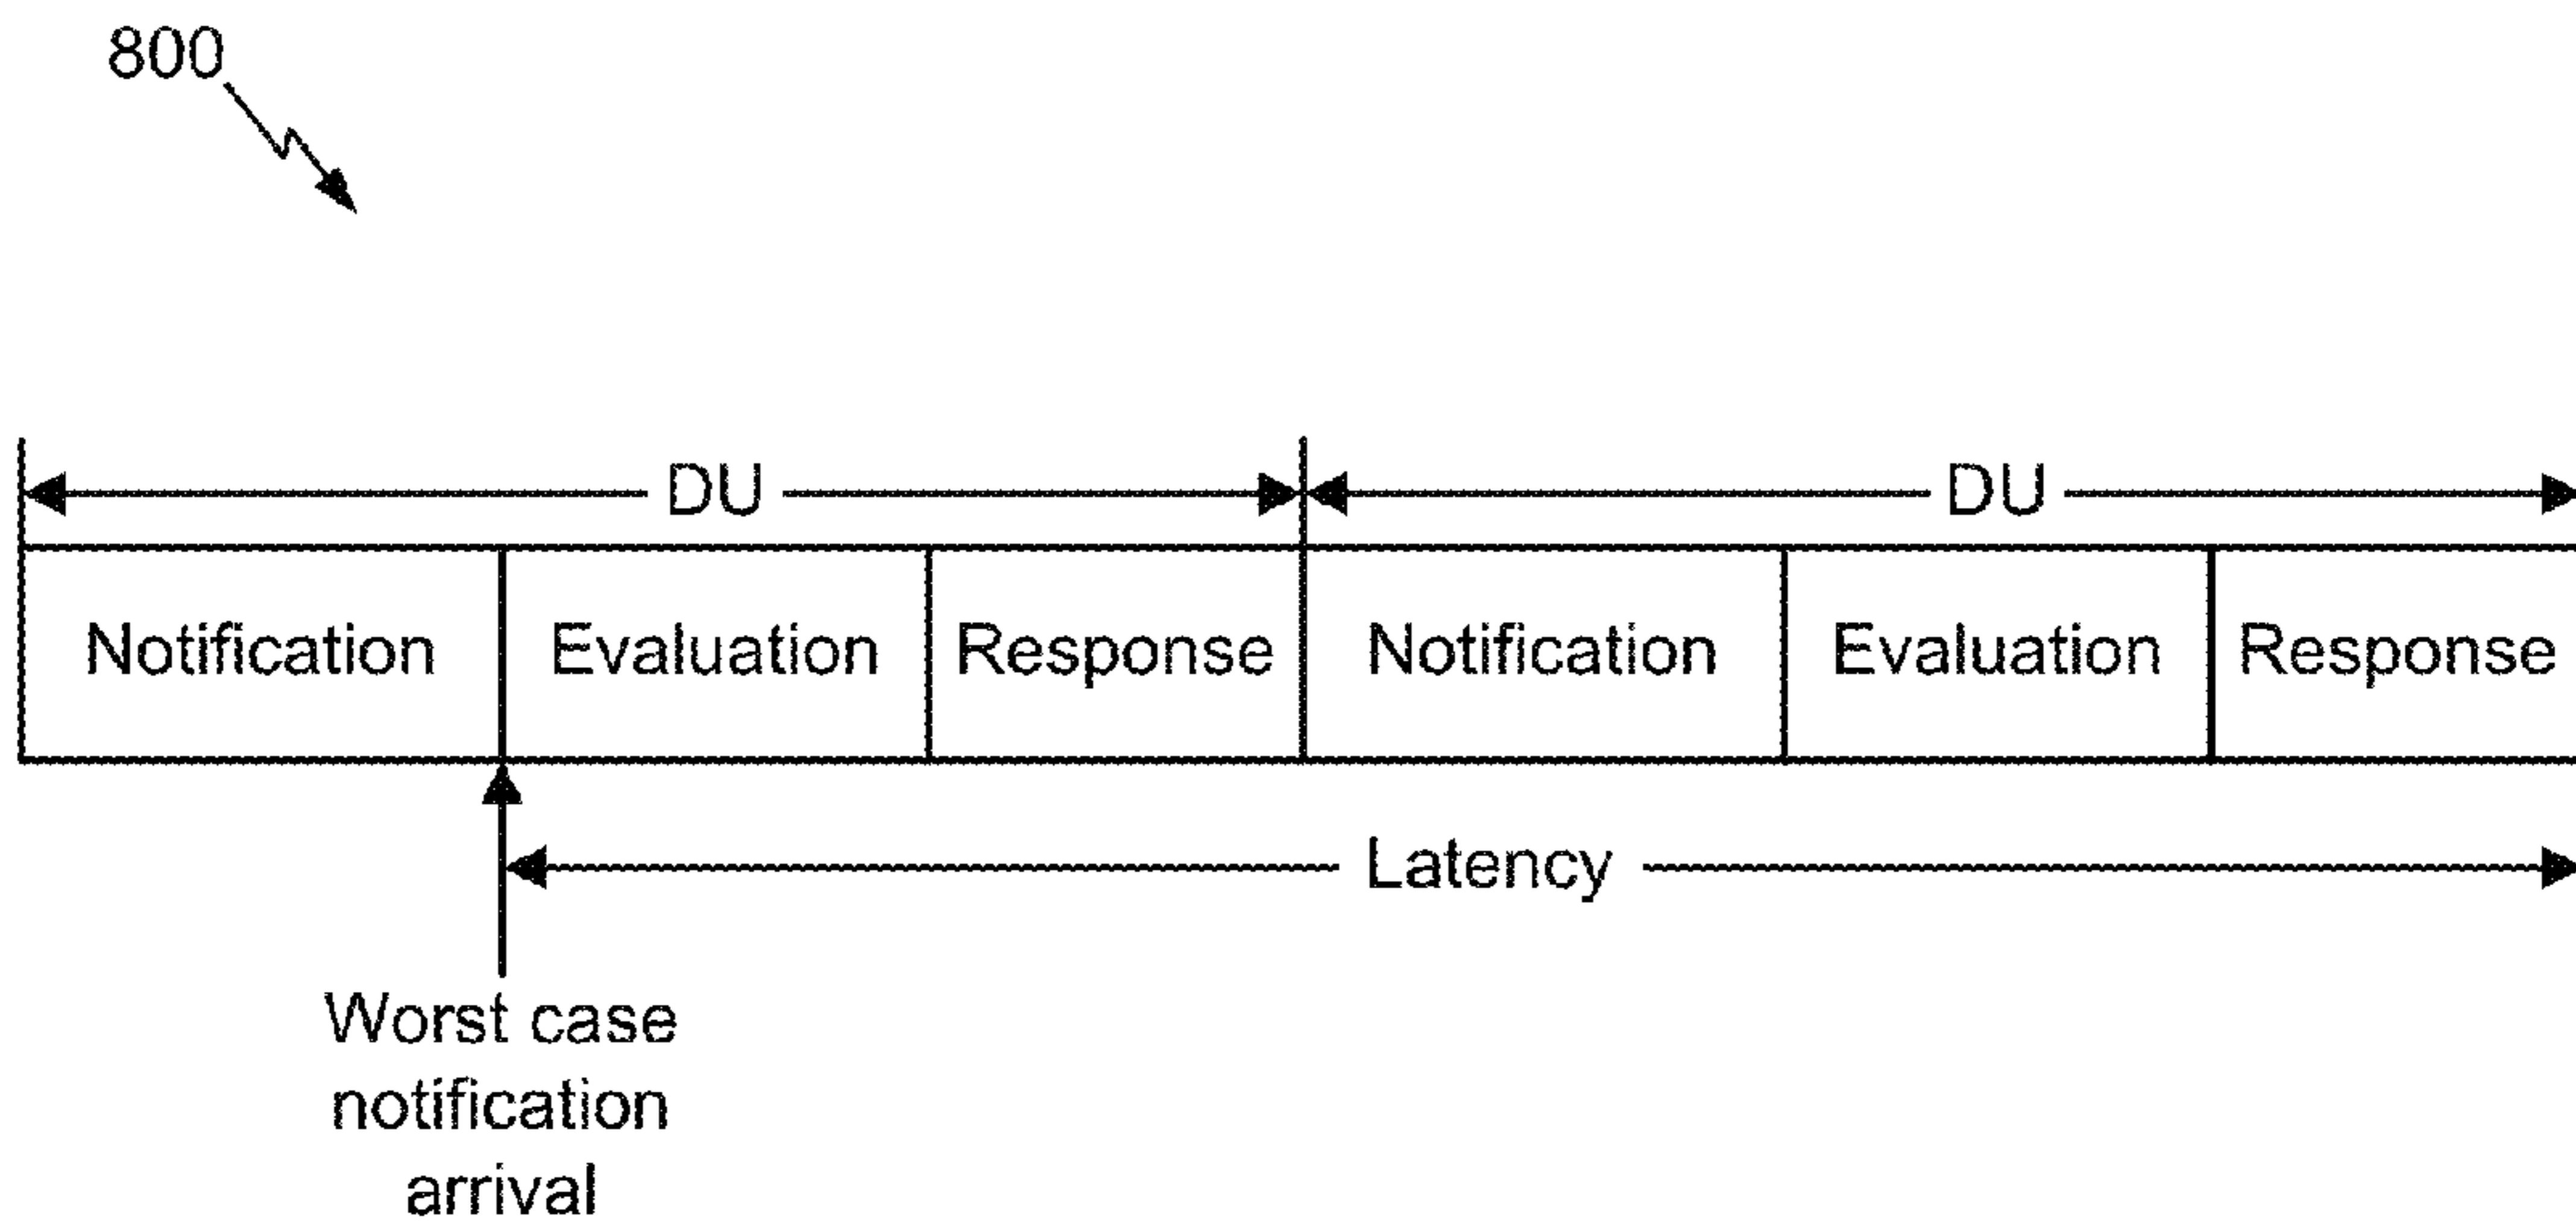 800
DU DU
Notification Evaluation Response Notification Evaluation Response
Latency
Worst case
notification
arrival